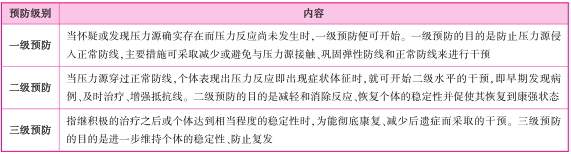 预防级别 内容
一级预防 当怀疑或发现压力源确实存在而压力反应尚未发生时,一级预防便可开始。一级预防的目的是防止压力源侵
入正常防线,主要措施可采取减少或避免与压力源接触、巩固弹性防线和正常防线来进行干预
二级预防 当压力源穿过正常防线,个体表现出压力反应即出现症状体征时,就可开始二级水平的干预,即早期发现病
例、及时治疗、增强抵抗线。二级预防的目的是减轻和消除反应、恢复个体的稳定性并促使其恢复到康强状态
三级预防 指继积极的治疗之后或个体达到相当程度的稳定性时,为能彻底康复、减少后遗症而采取的干预。三级预防
的目的是进一步维持个体的稳定性、防止复发